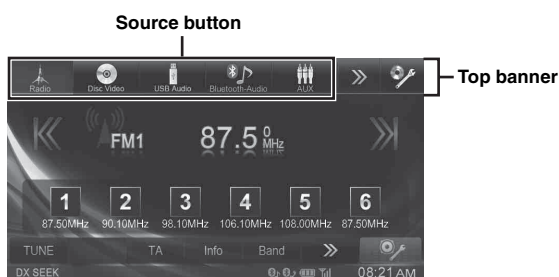 Source button
Radio Disc Video USB Audio Bluetooth-Audio AUX
Top banner
FM1 87.5 0 MHz
1 2 3 4 5 6
87.50MHz 90.10MHz 98.10MHz 106.10MHz 108.00MHz 87.50MHz
TUNE TA Info Band
DX SEEK 08:21 AM